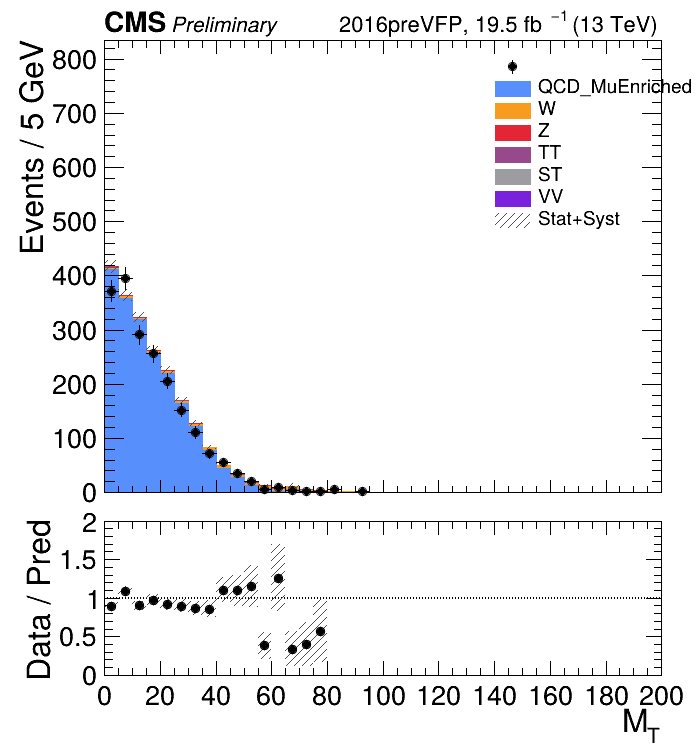 CMS Preliminary 2016preVFP, 19.5 fb⁻¹ (13 TeV)
Events / 5 GeV
800
700
600
500
400
300
200
100
0
QCD_MuEnriched
W
Z
TT
ST
VV
Stat+Syst
Data / Pred
2
1.5
1
0.5
0
0 20 40 60 80 100 120 140 160 180 200
M_T